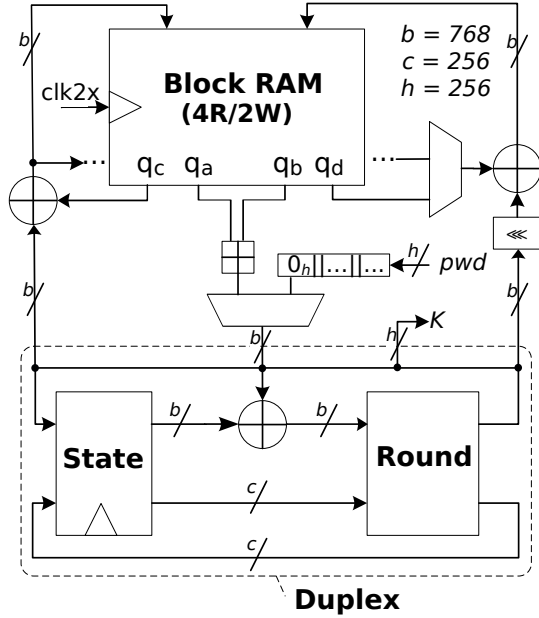 b
b
b = 768
c = 256
h = 256
Block RAM
(4R/2W)
clk2x
...
q_c q_a q_b q_d
...
⋘
0_h||...||...
h
pwd
b
b
b
h
K
b
b
State
Round
c
c
Duplex